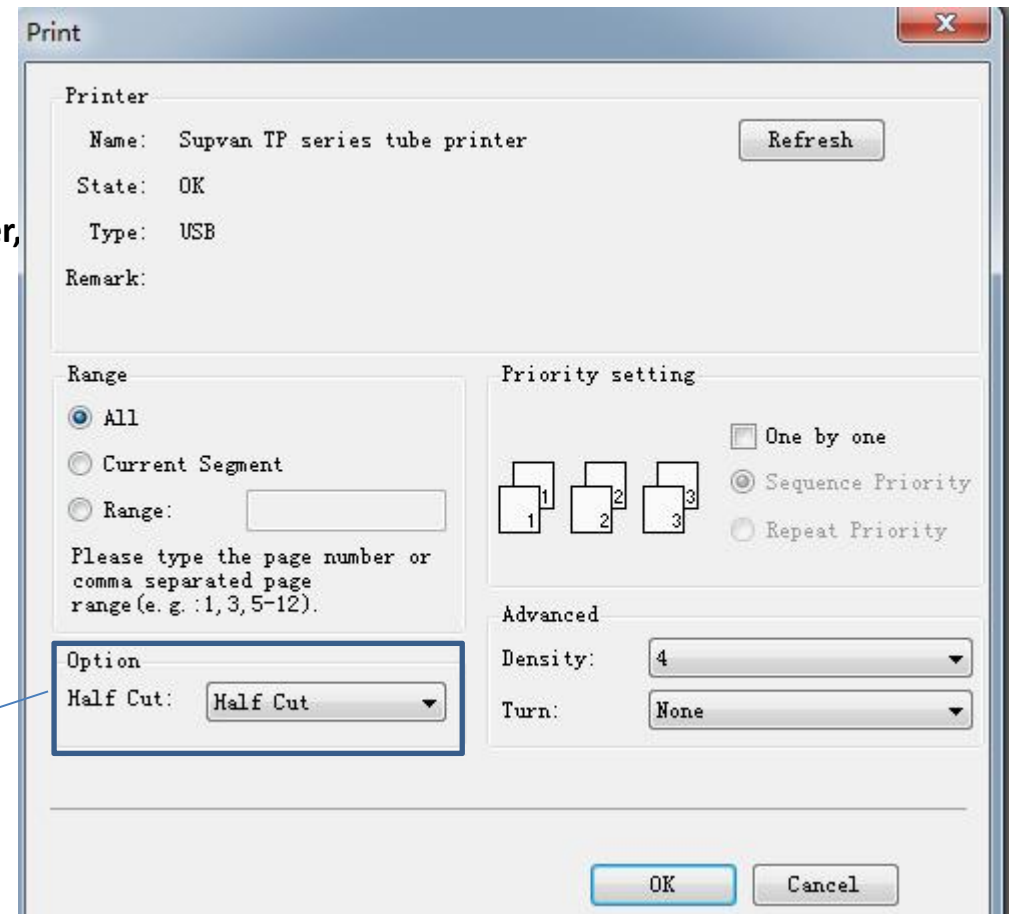 Print
Printer
Name: Supvan TP series tube printer
Refresh
State: OK
r,
Type: USB
Remark:
Range
All
Current Segment
Range:
Please type the page number or
comma separated page
range(e.g.:1,3,5-12).
Priority setting
1 1 2 2 3 3
One by one
Sequence Priority
Repeat Priority
Option
Half Cut: Half Cut
Advanced
Density: 4
Turn: None
OK
Cancel